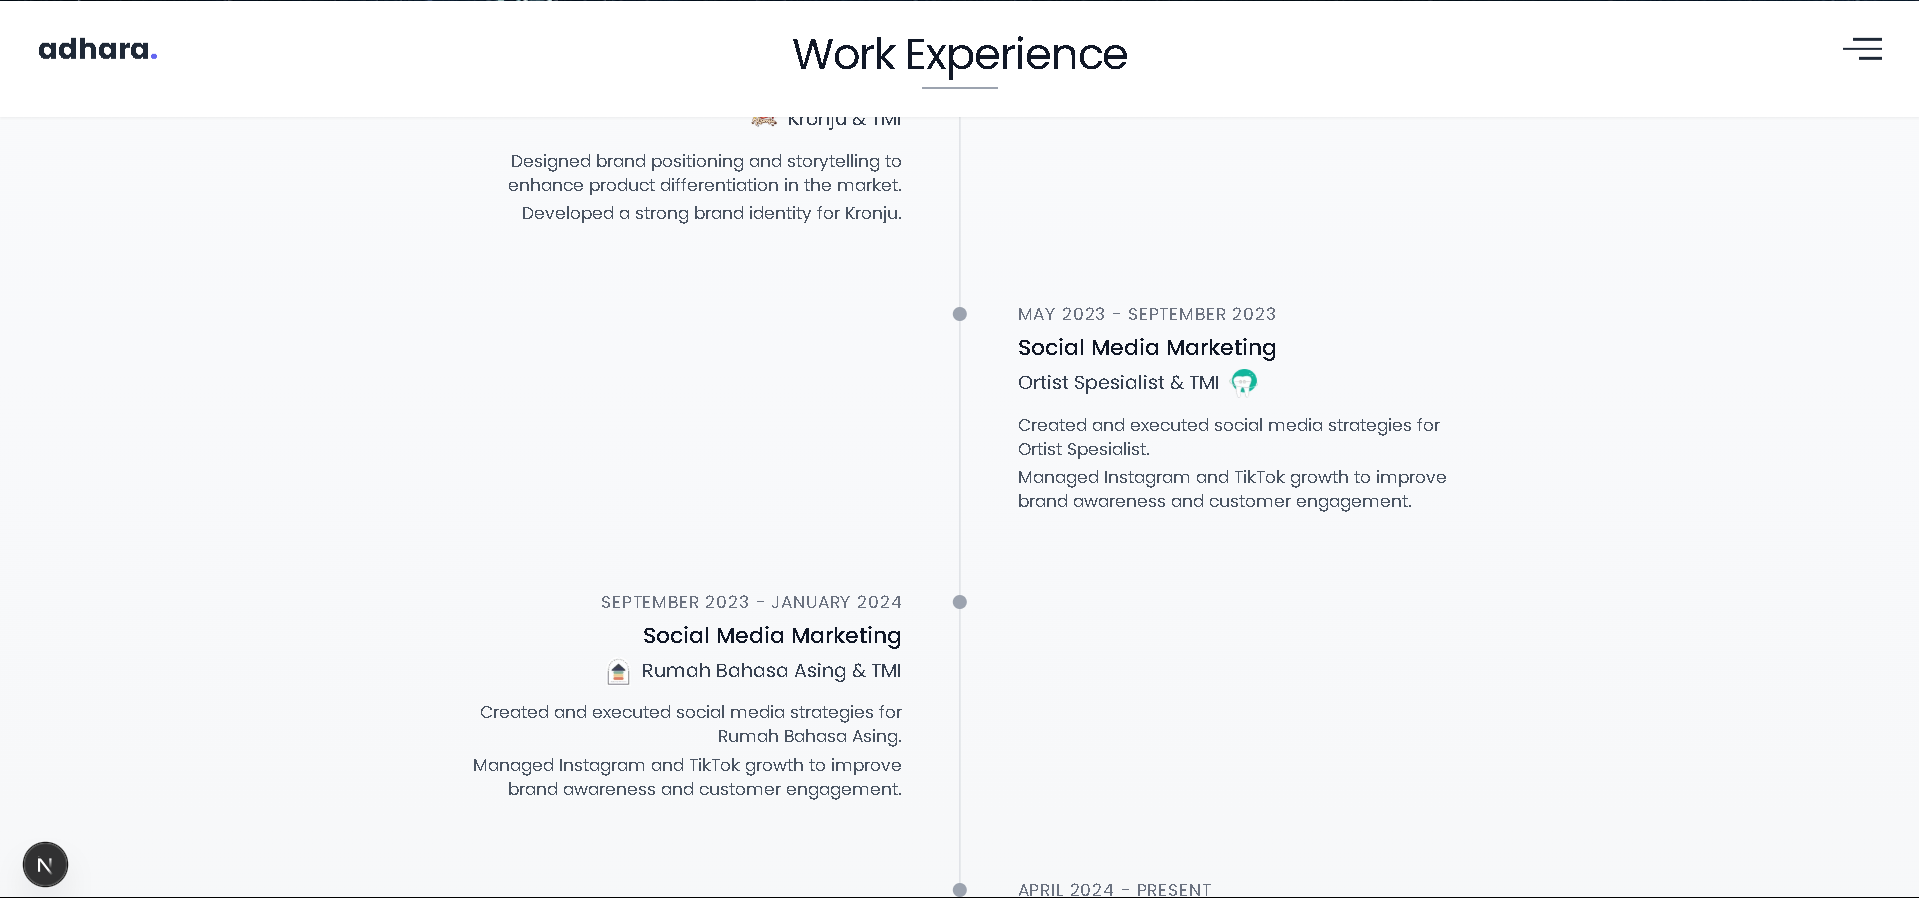 adhara.
Work Experience
Kronju & TMI
Designed brand positioning and storytelling to
enhance product differentiation in the market.
Developed a strong brand identity for Kronju.
MAY 2023 - SEPTEMBER 2023
Social Media Marketing
Ortist Spesialist & TMI
Created and executed social media strategies for
Ortist Spesialist.
Managed Instagram and TikTok growth to improve
brand awareness and customer engagement.
SEPTEMBER 2023 - JANUARY 2024
Social Media Marketing
Rumah Bahasa Asing & TMI
Created and executed social media strategies for
Rumah Bahasa Asing.
Managed Instagram and TikTok growth to improve
brand awareness and customer engagement.
N
APRIL 2024 - PRESENT